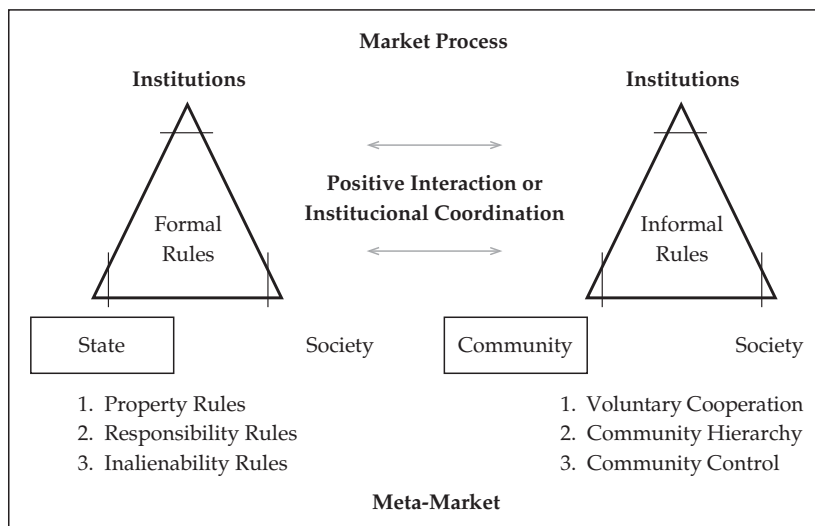 Market Process
Institutions
Institutions
Positive Interaction or
Institucional Coordination
Formal
Rules
Informal
Rules
State
Society
Community
Society
1. Property Rules
2. Responsibility Rules
3. Inalienability Rules
1. Voluntary Cooperation
2. Community Hierarchy
3. Community Control
Meta-Market